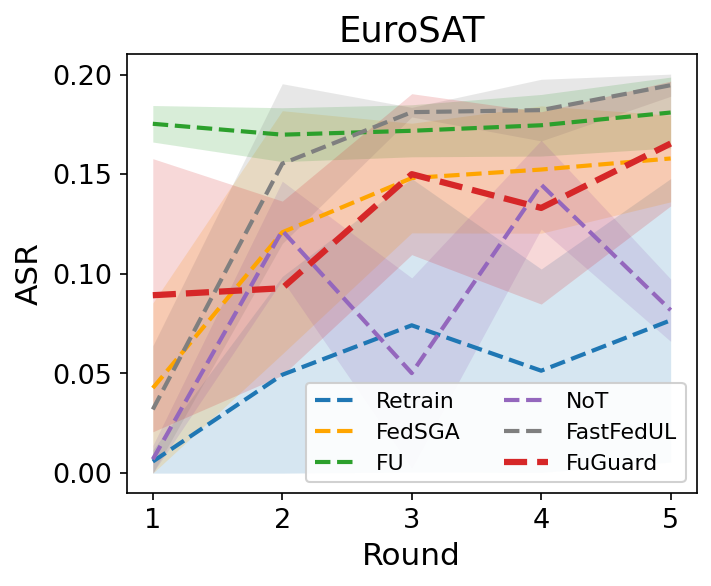 EuroSAT
ASR
0.20
0.15
0.10
0.05
0.00
Retrain
FedSGA
FU
NoT
FastFedUL
FuGuard
1 2 3 4 5
Round